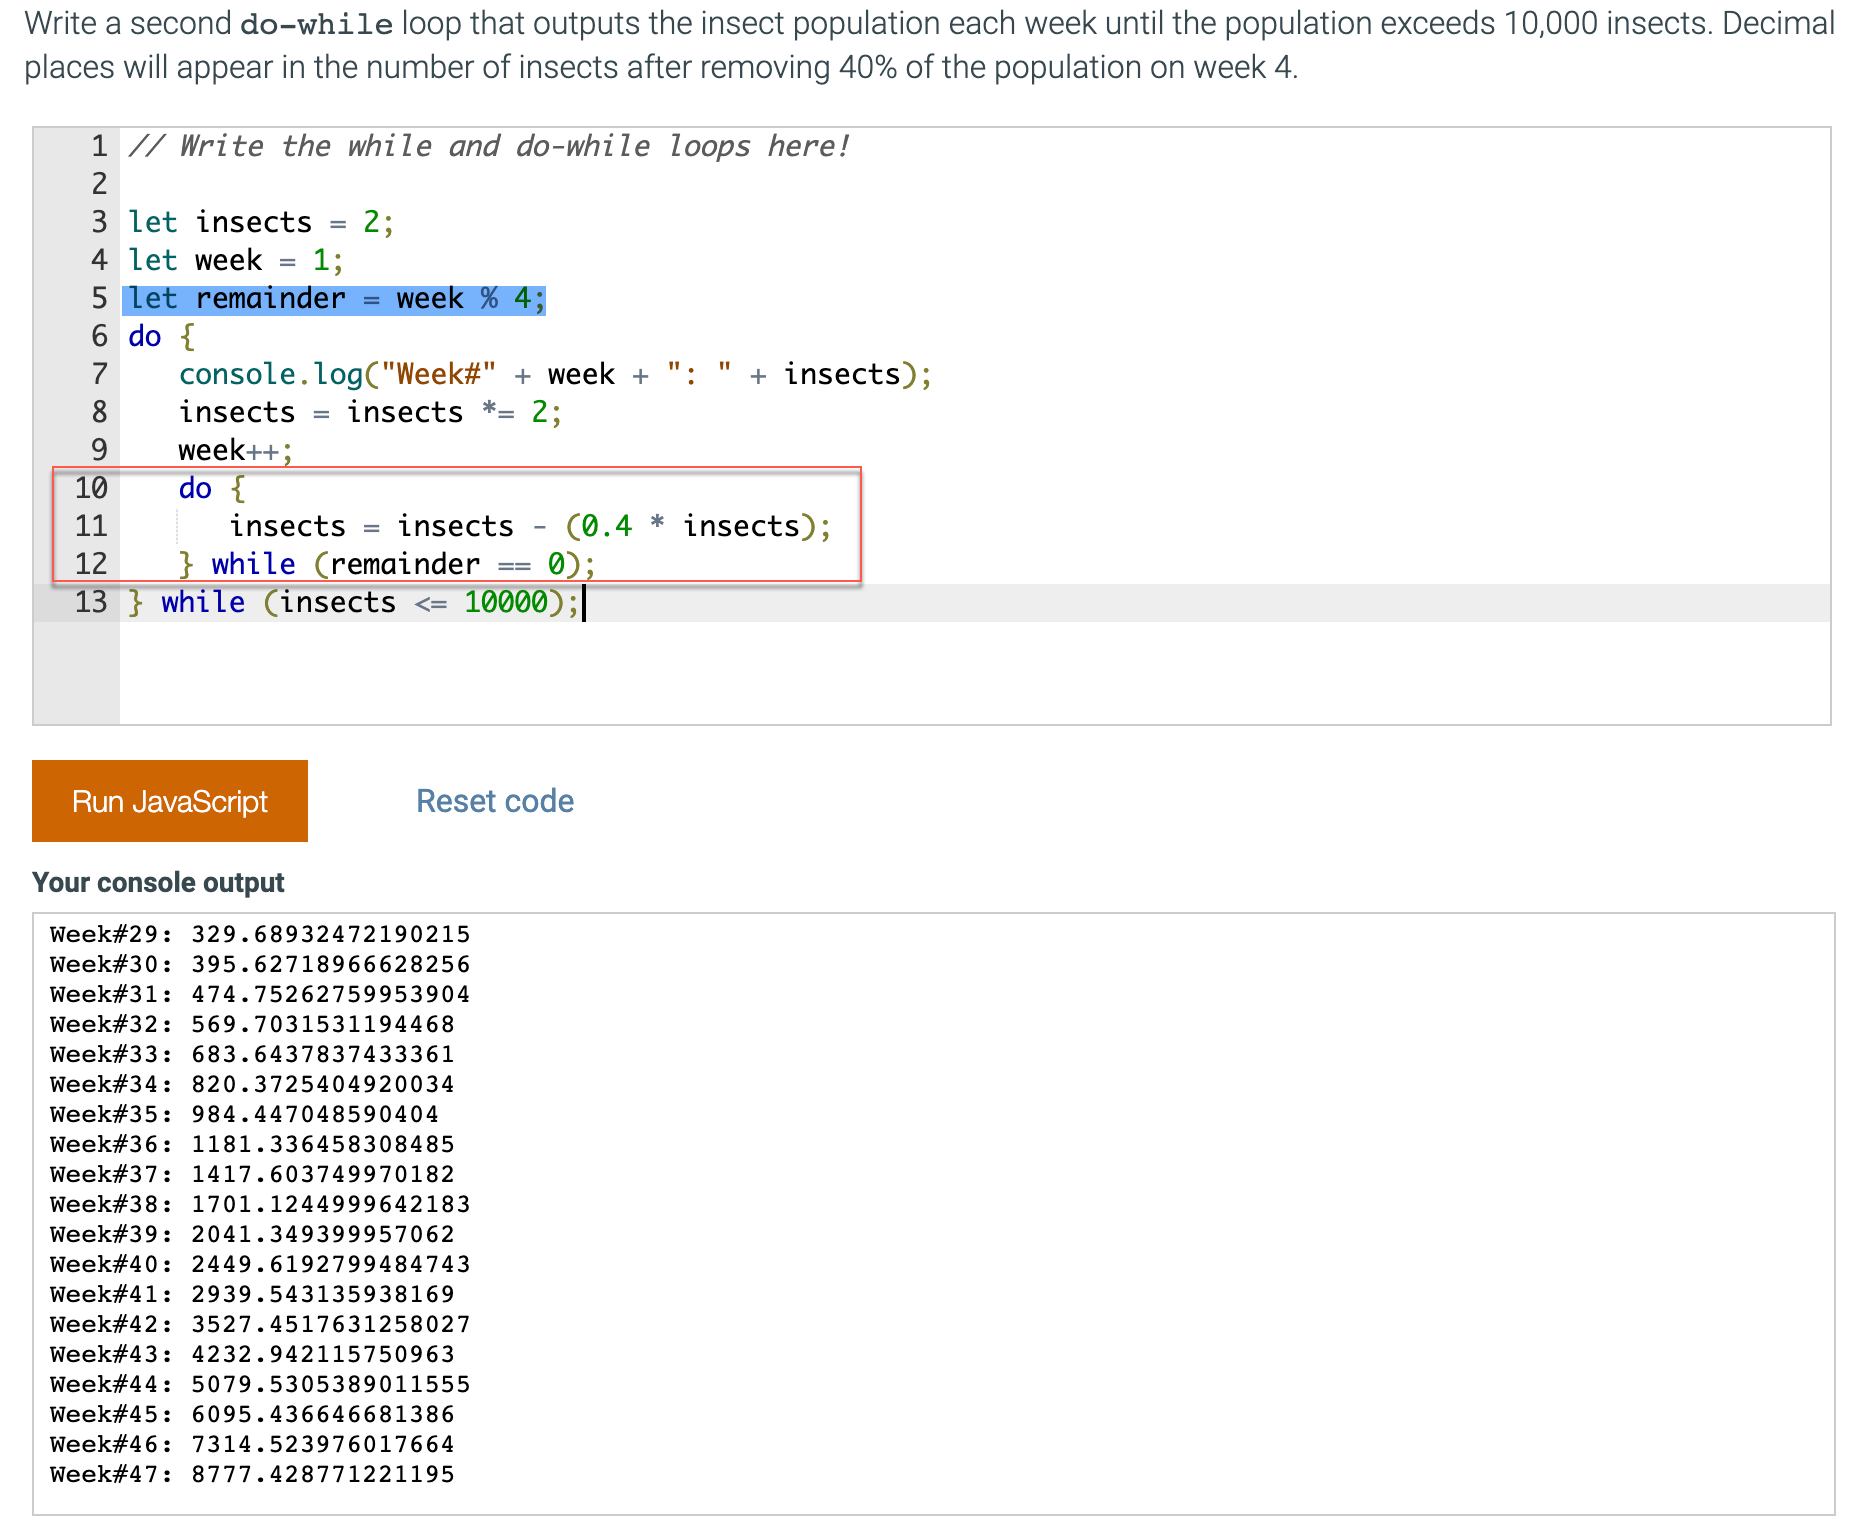 Write a second do-while loop that outputs the insect population each week until the population exceeds 10,000 insects. Decimal
places will appear in the number of insects after removing 40% of the population on week 4.
1 // Write the while and do-while loops here!
2
3 let insects = 2;
4 let week = 1;
5 let remainder = week % 4;
6 do {
7 console.log("Week#" + week + ": " + insects);
8 insects = insects *= 2;
9 week++;
10 do {
11 insects = insects - (0.4 * insects);
12 } while (remainder == 0);
13 } while (insects <= 10000);
Run JavaScript Reset code
Your console output
Week#29: 329.68932472190215
Week#30: 395.62718966628256
Week#31: 474.75262759953904
Week#32: 569.7031531194468
Week#33: 683.6437837433361
Week#34: 820.3725404920034
Week#35: 984.447048590404
Week#36: 1181.336458308485
Week#37: 1417.603749970182
Week#38: 1701.1244999642183
Week#39: 2041.349399957062
Week#40: 2449.6192799484743
Week#41: 2939.543135938169
Week#42: 3527.4517631258027
Week#43: 4232.942115750963
Week#44: 5079.5305389011555
Week#45: 6095.436646681386
Week#46: 7314.523976017664
Week#47: 8777.428771221195